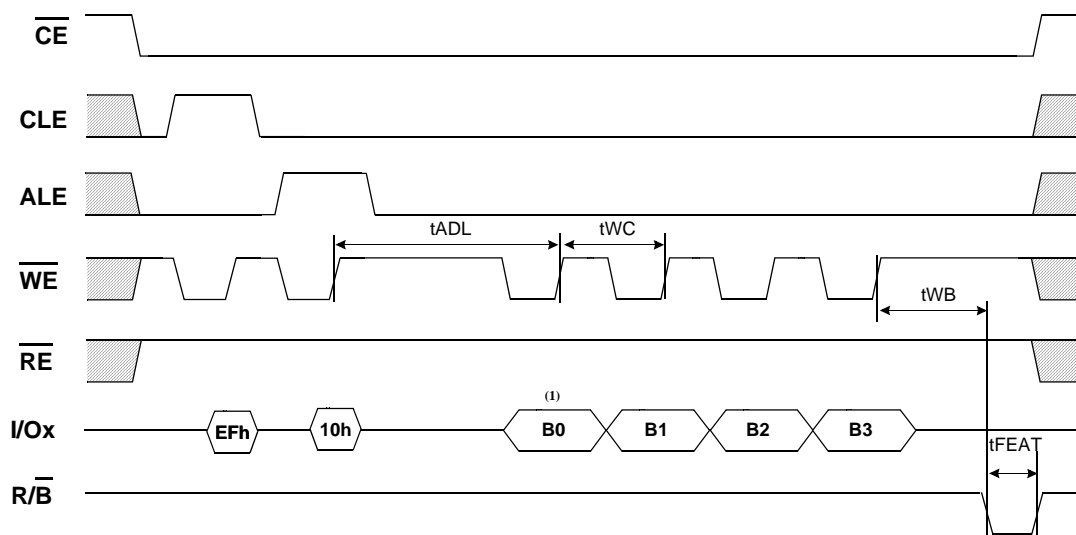 CE
CLE
ALE
tADL
tWC
WE
tWB
RE
(1)
I/Ox
EFh
10h
B0
B1
B2
B3
tFEAT
R/B